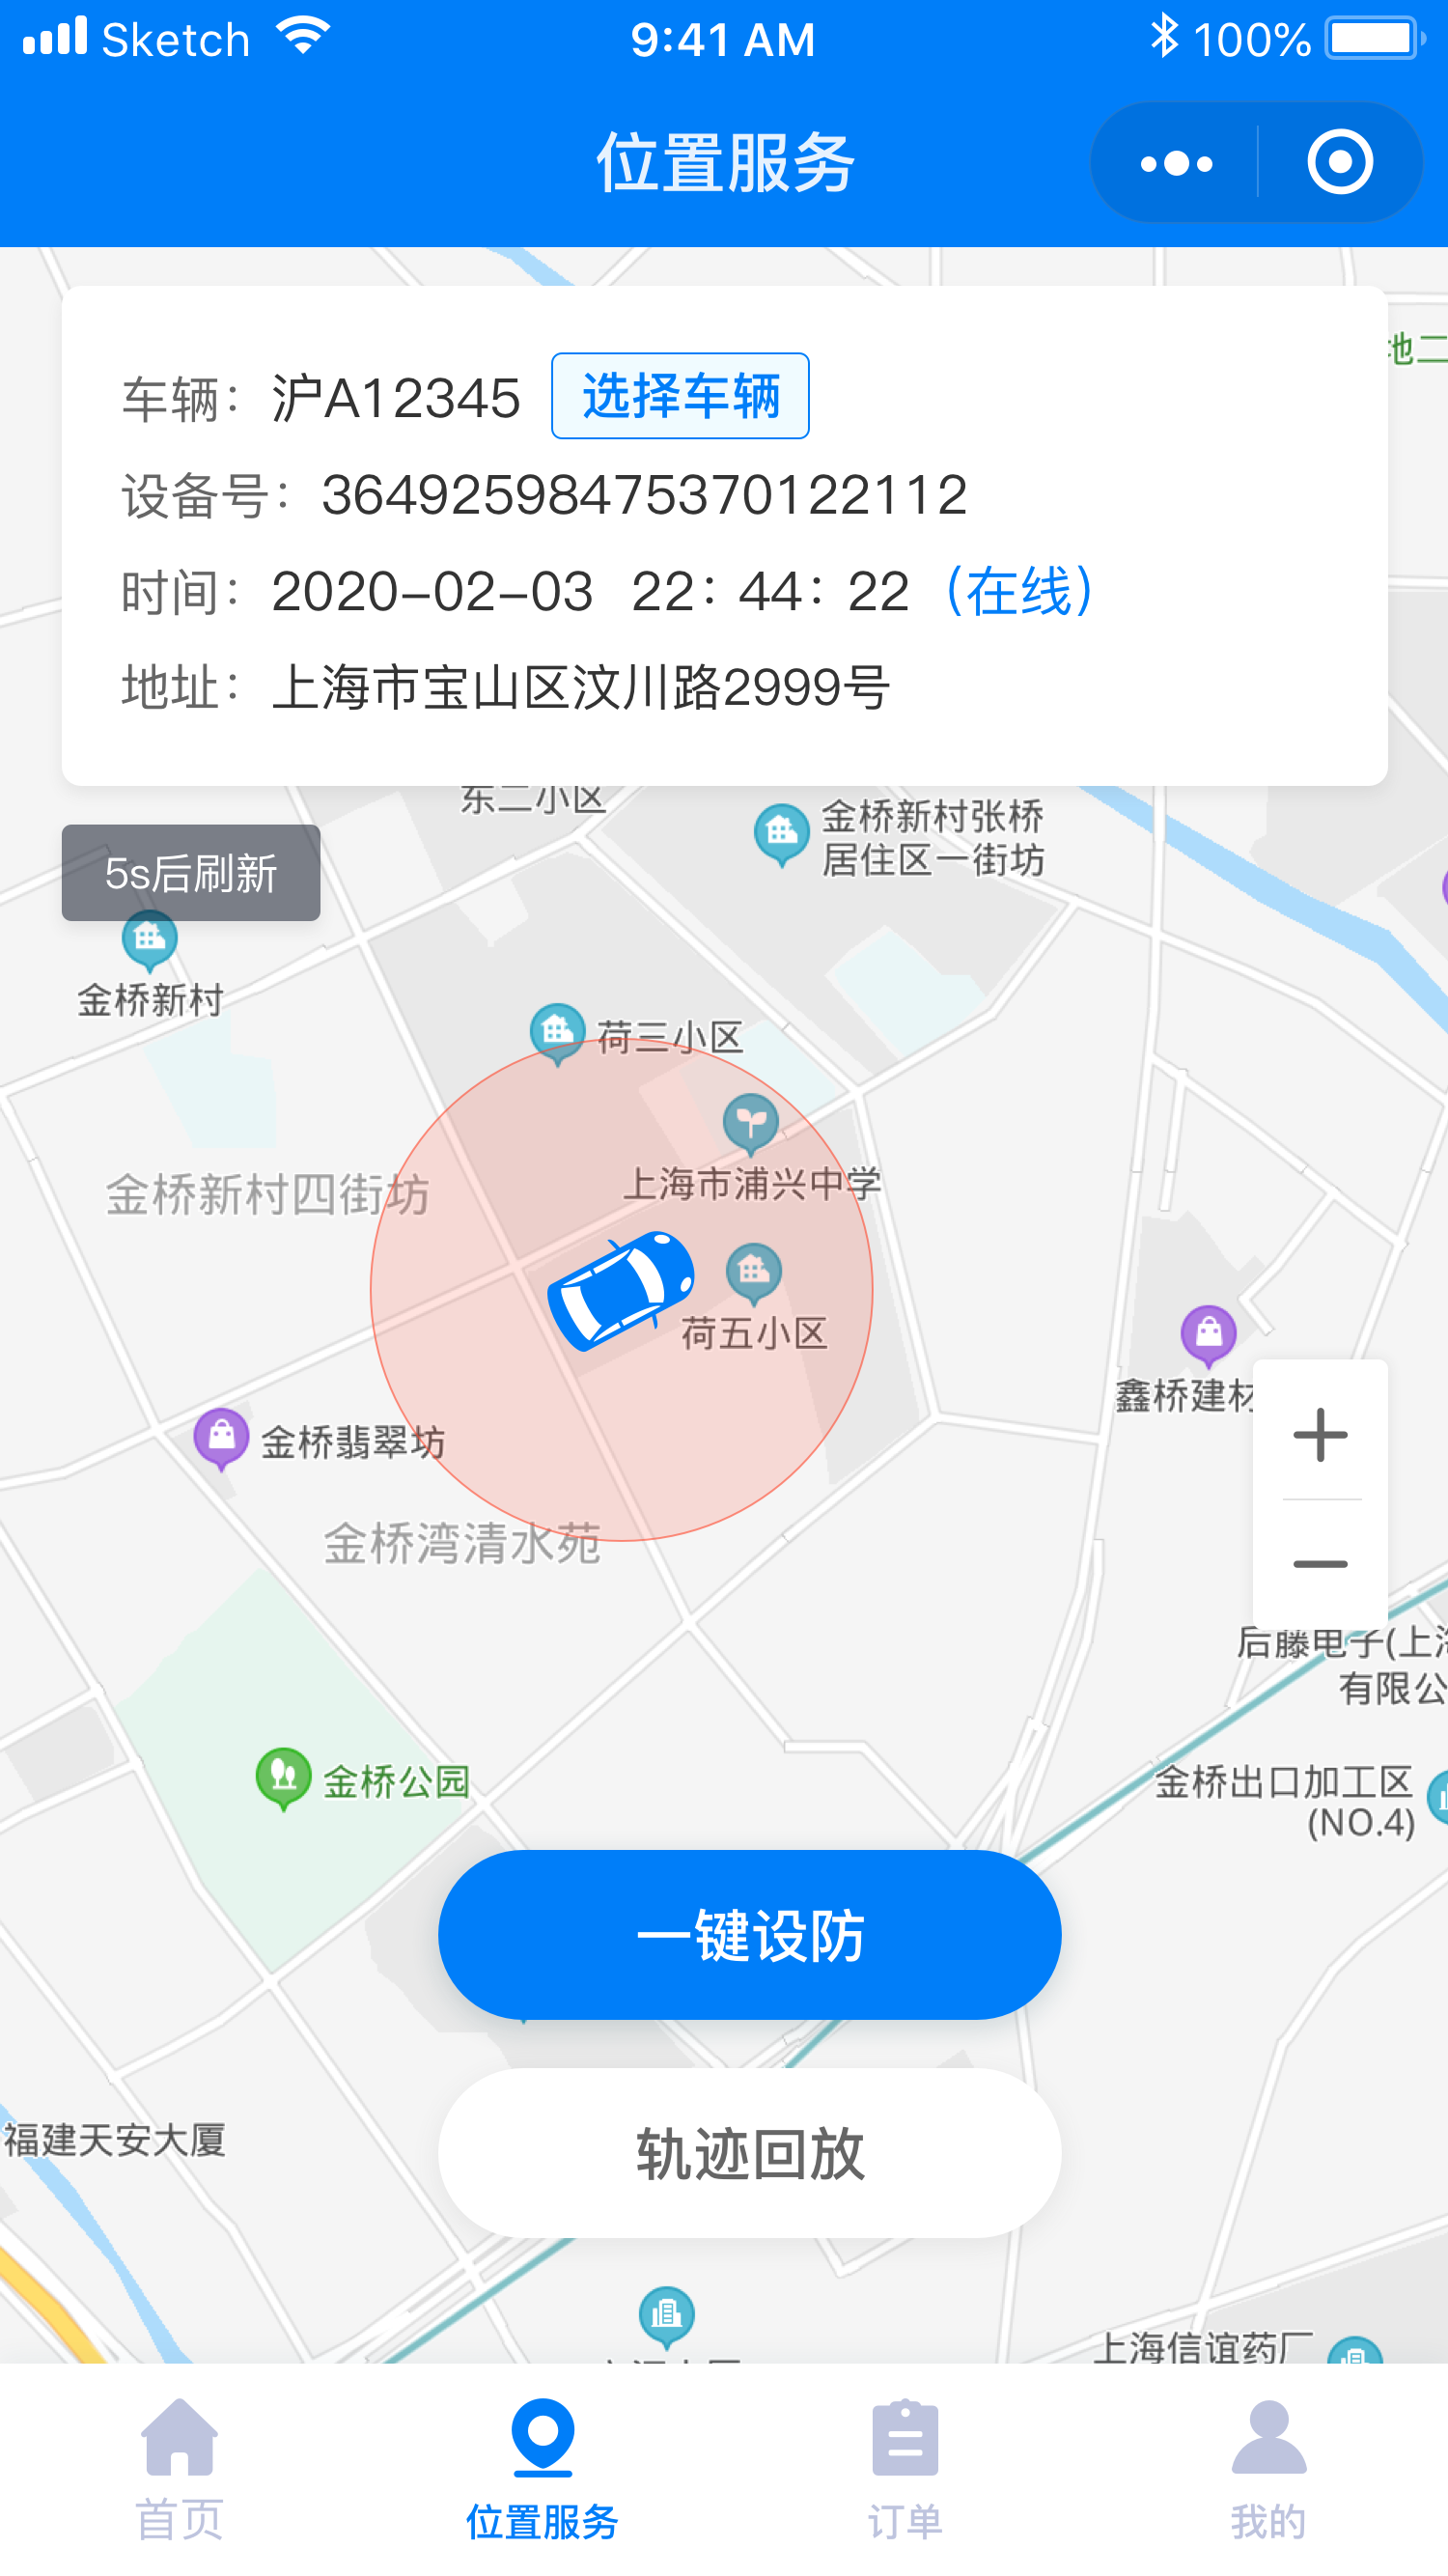 Sketch 9:41 AM 100%
位置服务
地二
车辆：沪A12345 选择车辆
设备号：36492598475370122112
时间：2020-02-03 22：44：22（在线）
地址：上海市宝山区汶川路2999号
东二小区
金桥新村张桥
居住区一街坊
5s后刷新
金桥新村
荷三小区
上海市浦兴中学
金桥新村四街坊
荷五小区
鑫桥建材
金桥翡翠坊
金桥湾清水苑
后藤电子(上海
有限公
金桥公园
金桥出口加工区
(NO.4)
一键设防
福建天安大厦
轨迹回放
上海信谊药厂
首页 位置服务 订单 我的